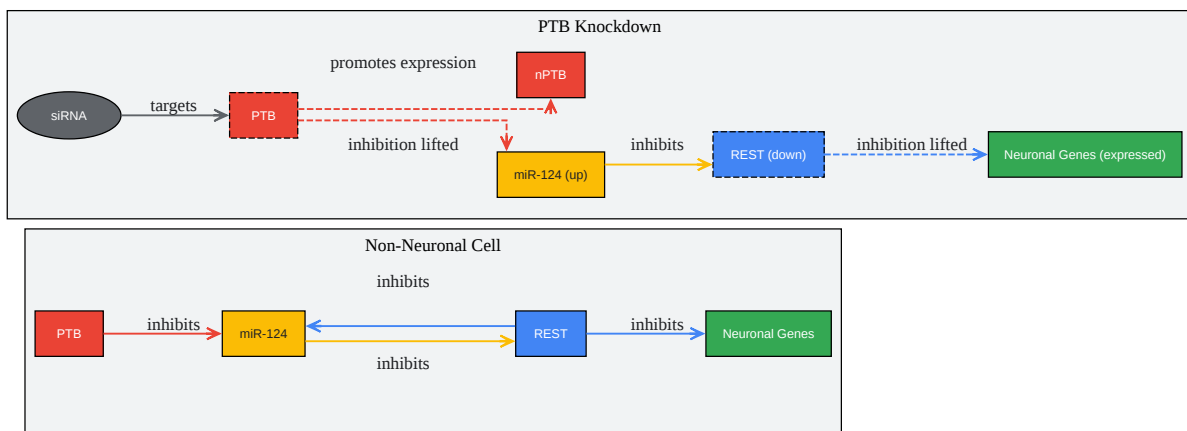 PTB Knockdown
promotes expression
nPTB
siRNA
targets
PTB
inhibition lifted
miR-124 (up)
inhibits
REST (down)
inhibition lifted
Neuronal Genes (expressed)
Non-Neuronal Cell
inhibits
PTB
inhibits
miR-124
REST
inhibits
Neuronal Genes
inhibits